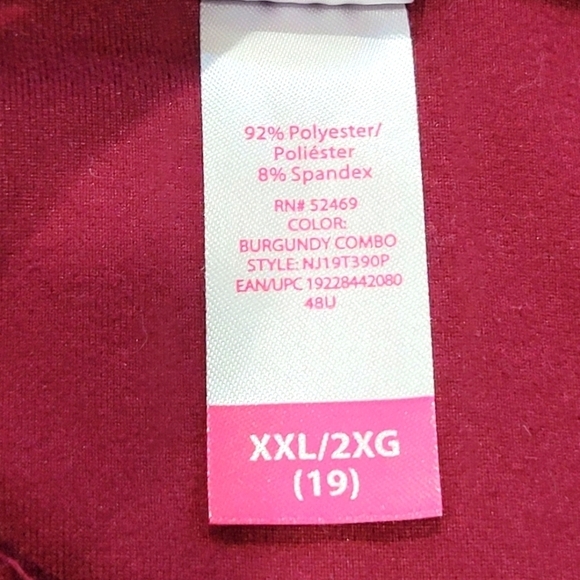 92% Polyester/
Poliéster
8% Spandex
RN# 52469
COLOR:
BURGUNDY COMBO
STYLE: NJ19T390P
EAN/UPC 19228442080
48U
XXL/2XG
(19)